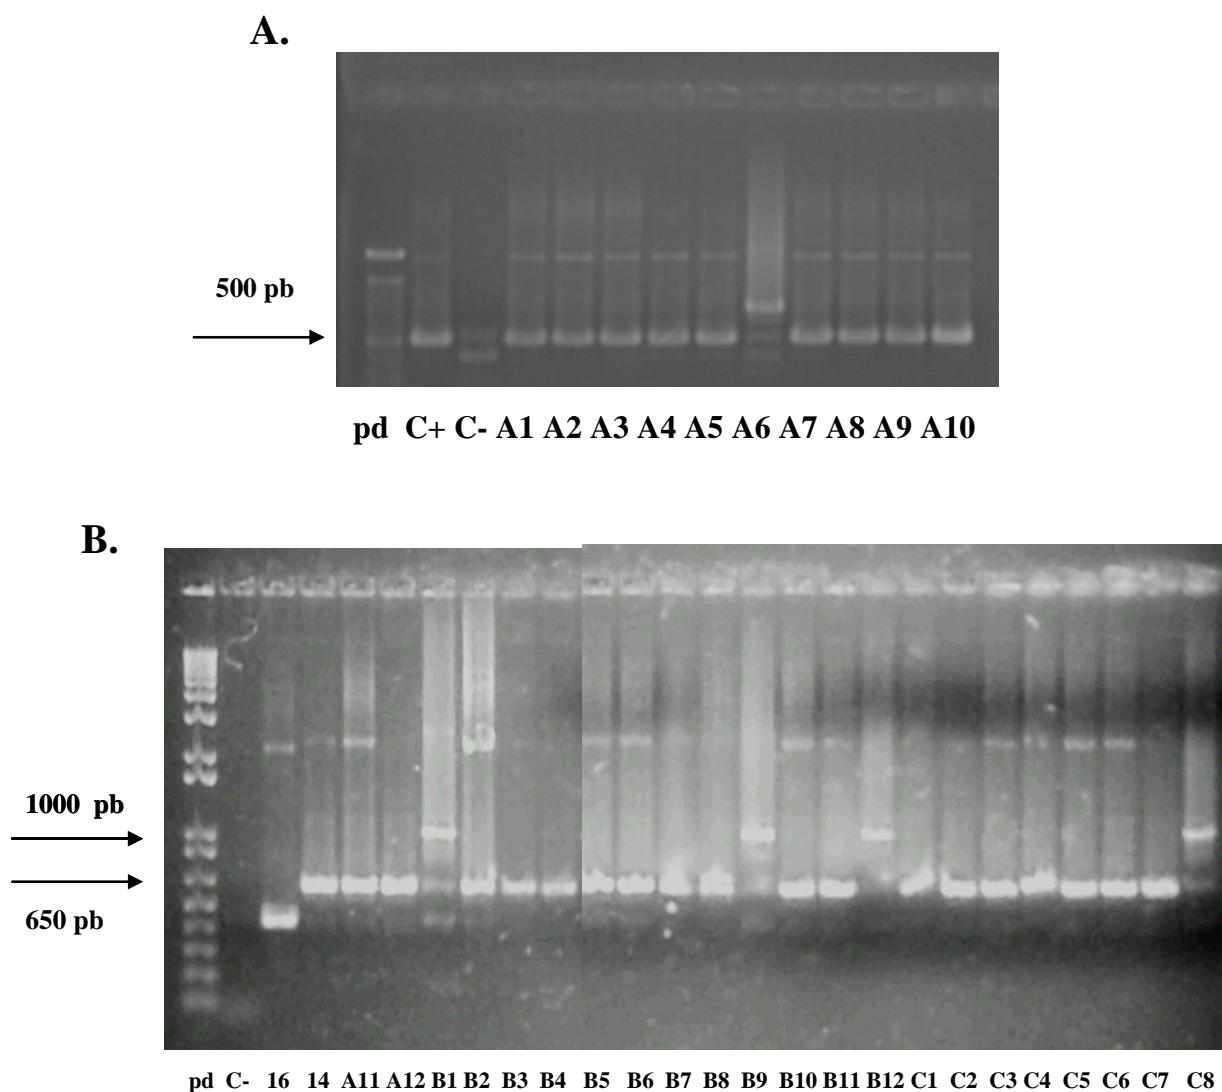 A.
500 pb
pd C+ C- A1 A2 A3 A4 A5 A6 A7 A8 A9 A10
B.
1000 pb
650 pb
pd C- 16 14 A11 A12 B1 B2 B3 B4 B5 B6 B7 B8 B9 B10 B11 B12 C1 C2 C3 C4 C5 C6 C7 C8